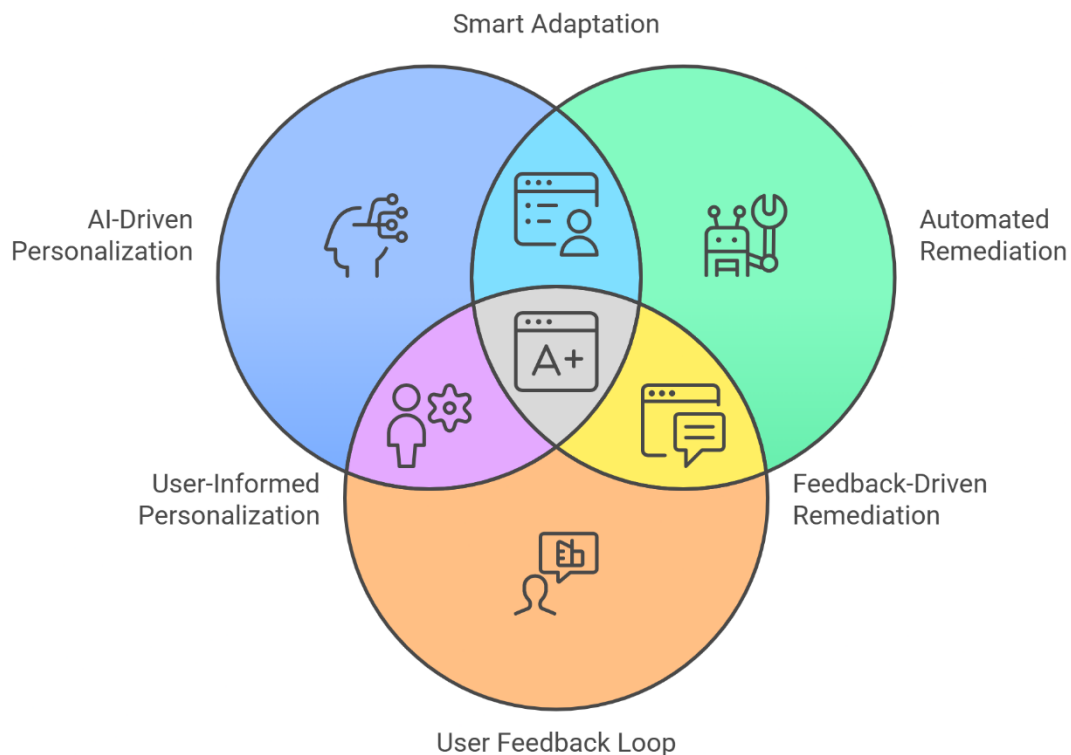 Smart Adaptation
AI-Driven
Personalization
Automated
Remediation
A+
User-Informed
Personalization
Feedback-Driven
Remediation
User Feedback Loop